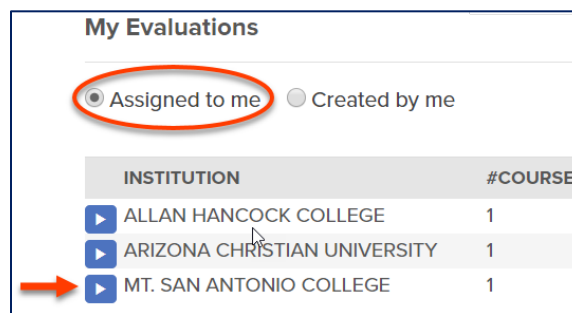 My Evaluations
Assigned to me Created by me
INSTITUTION #COURSE
ALLAN HANCOCK COLLEGE 1
ARIZONA CHRISTIAN UNIVERSITY 1
MT. SAN ANTONIO COLLEGE 1